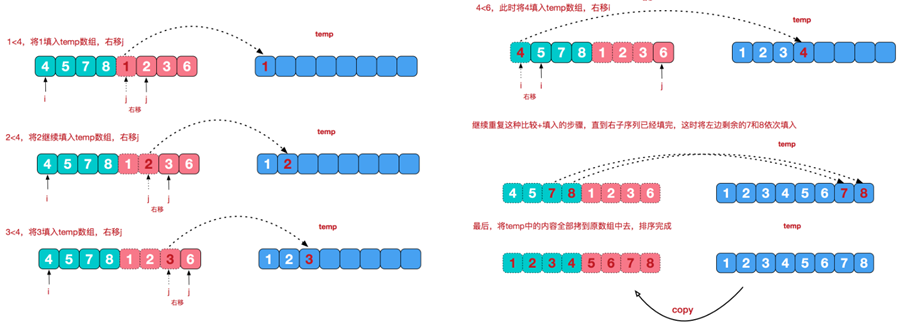 1<4，将1填入temp数组，右移j
temp
4 5 7 8 1 2 3 6
1
i
j
j
右移
2<4，将2继续填入temp数组，右移j
temp
4 5 7 8 1 2 3 6
1 2
i
j
j
右移
3<4，将3填入temp数组，右移j
temp
4 5 7 8 1 2 3 6
1 2 3
i
j
j
右移
4<6，此时将4填入temp数组，右移i
temp
4 5 7 8 1 2 3 6
1 2 3 4
i
i
j
右移
继续重复这种比较+填入的步骤，直到右子序列已经填完，这时将左边剩余的7和8依次填入
temp
4 5 7 8 1 2 3 6
1 2 3 4 5 6 7 8
最后，将temp中的内容全部拷到原数组中去，排序完成
temp
1 2 3 4 5 6 7 8
1 2 3 4 5 6 7 8
copy